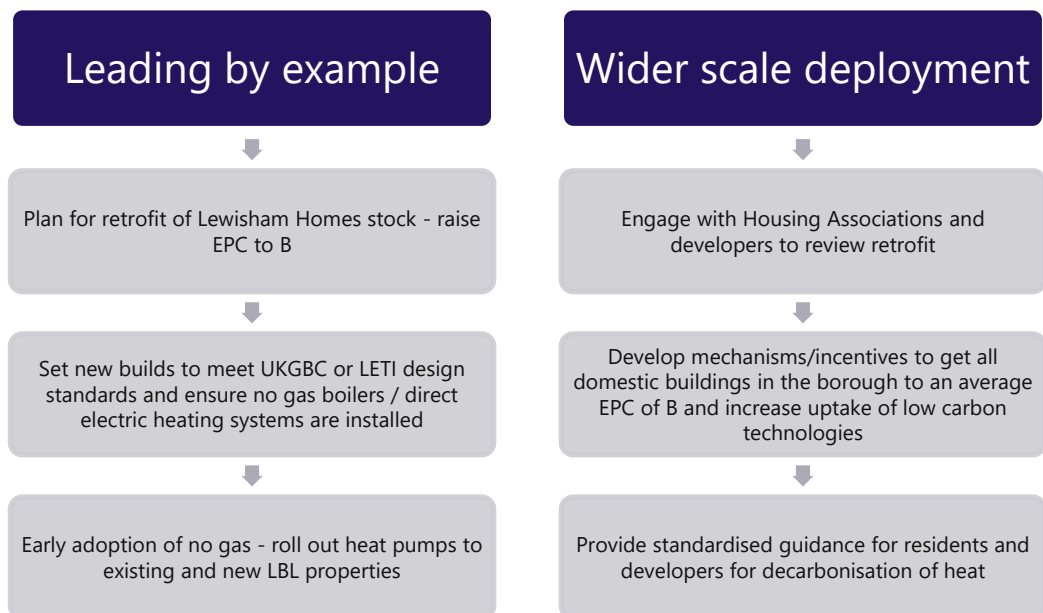 Leading by example
Plan for retrofit of Lewisham Homes stock - raise
EPC to B
Set new builds to meet UKGBC or LETI design
standards and ensure no gas boilers / direct
electric heating systems are installed
Early adoption of no gas - roll out heat pumps to
existing and new LBL properties
Wider scale deployment
Engage with Housing Associations and
developers to review retrofit
Develop mechanisms/incentives to get all
domestic buildings in the borough to an average
EPC of B and increase uptake of low carbon
technologies
Provide standardised guidance for residents and
developers for decarbonisation of heat